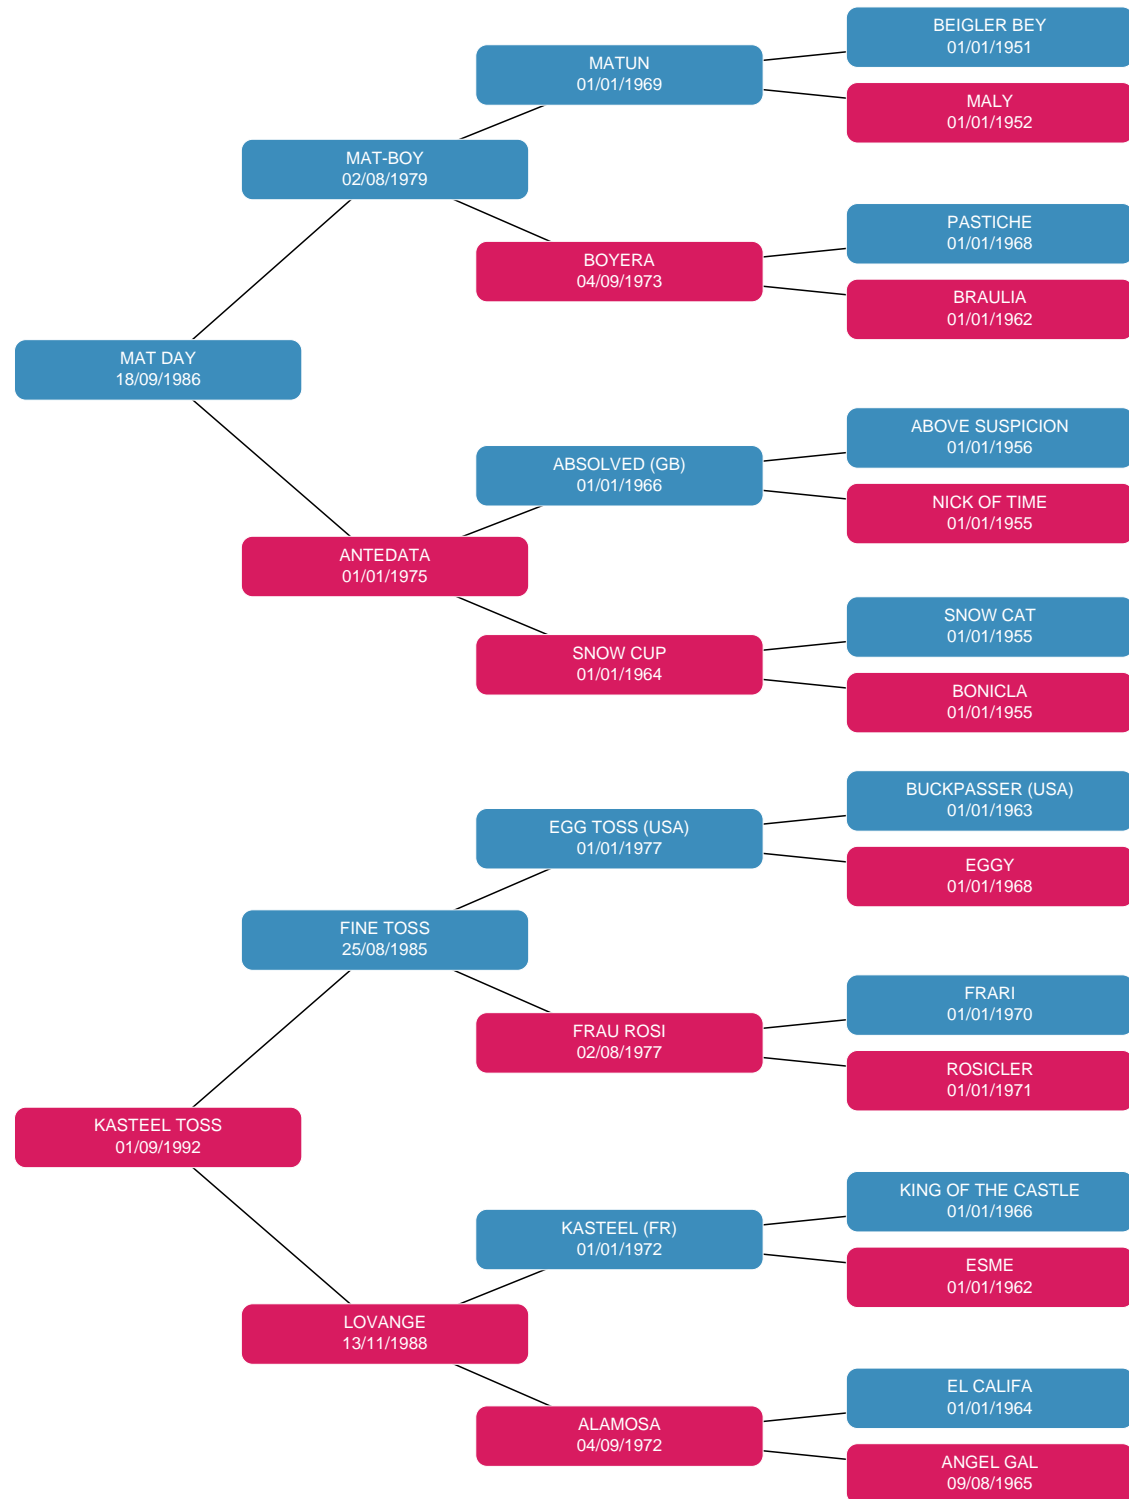 BEIGLER BEY
01/01/1951
MATUN
01/01/1969
MALY
01/01/1952
MAT-BOY
02/08/1979
PASTICHE
01/01/1968
BOYERA
04/09/1973
BRAULIA
01/01/1962
MAT DAY
18/09/1986
ABOVE SUSPICION
01/01/1956
ABSOLVED (GB)
01/01/1966
NICK OF TIME
01/01/1955
ANTEDATA
01/01/1975
SNOW CAT
01/01/1955
SNOW CUP
01/01/1964
BONICLA
01/01/1955
BUCKPASSER (USA)
01/01/1963
EGG TOSS (USA)
01/01/1977
EGGY
01/01/1968
FINE TOSS
25/08/1985
FRARI
01/01/1970
FRAU ROSI
02/08/1977
ROSICLER
01/01/1971
KASTEEL TOSS
01/09/1992
KING OF THE CASTLE
01/01/1966
KASTEEL (FR)
01/01/1972
ESME
01/01/1962
LOVANGE
13/11/1988
EL CALIFA
01/01/1964
ALAMOSA
04/09/1972
ANGEL GAL
09/08/1965